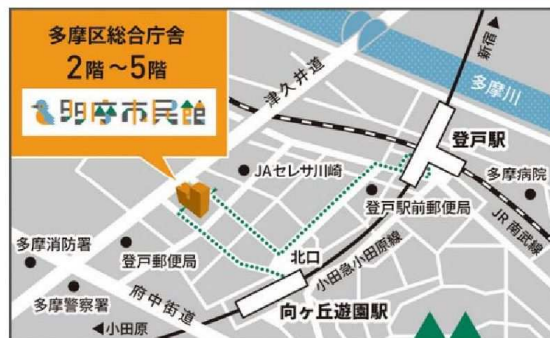 多摩区総合庁舎
2階～5階
多摩市民館
津久井道
新宿▲
多摩川
登戸駅
JAセレサ川崎
多摩病院
登戸駅前郵便局
JR南武線
多摩消防署
登戸郵便局
北口
小田急小田原線
多摩警察署
府中街道
向ヶ丘遊園駅
◀小田原